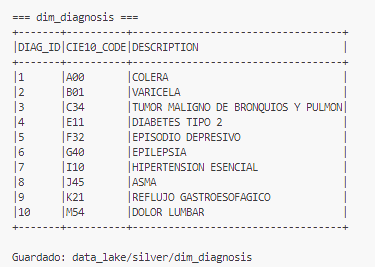 === dim_diagnosis ===
+-------+----------+-----------------------------------+
|DIAG_ID|CIE10_CODE|DESCRIPTION                        |
+-------+----------+-----------------------------------+
|1      |A00       |COLERA                             |
|2      |B01       |VARICELA                           |
|3      |C34       |TUMOR MALIGNO DE BRONQUIOS Y PULMON|
|4      |E11       |DIABETES TIPO 2                    |
|5      |F32       |EPISODIO DEPRESIVO                 |
|6      |G40       |EPILEPSIA                          |
|7      |I10       |HIPERTENSION ESENCIAL              |
|8      |J45       |ASMA                               |
|9      |K21       |REFLUJO GASTROESOFAGICO            |
|10     |M54       |DOLOR LUMBAR                       |
+-------+----------+-----------------------------------+
Guardado: data_lake/silver/dim_diagnosis